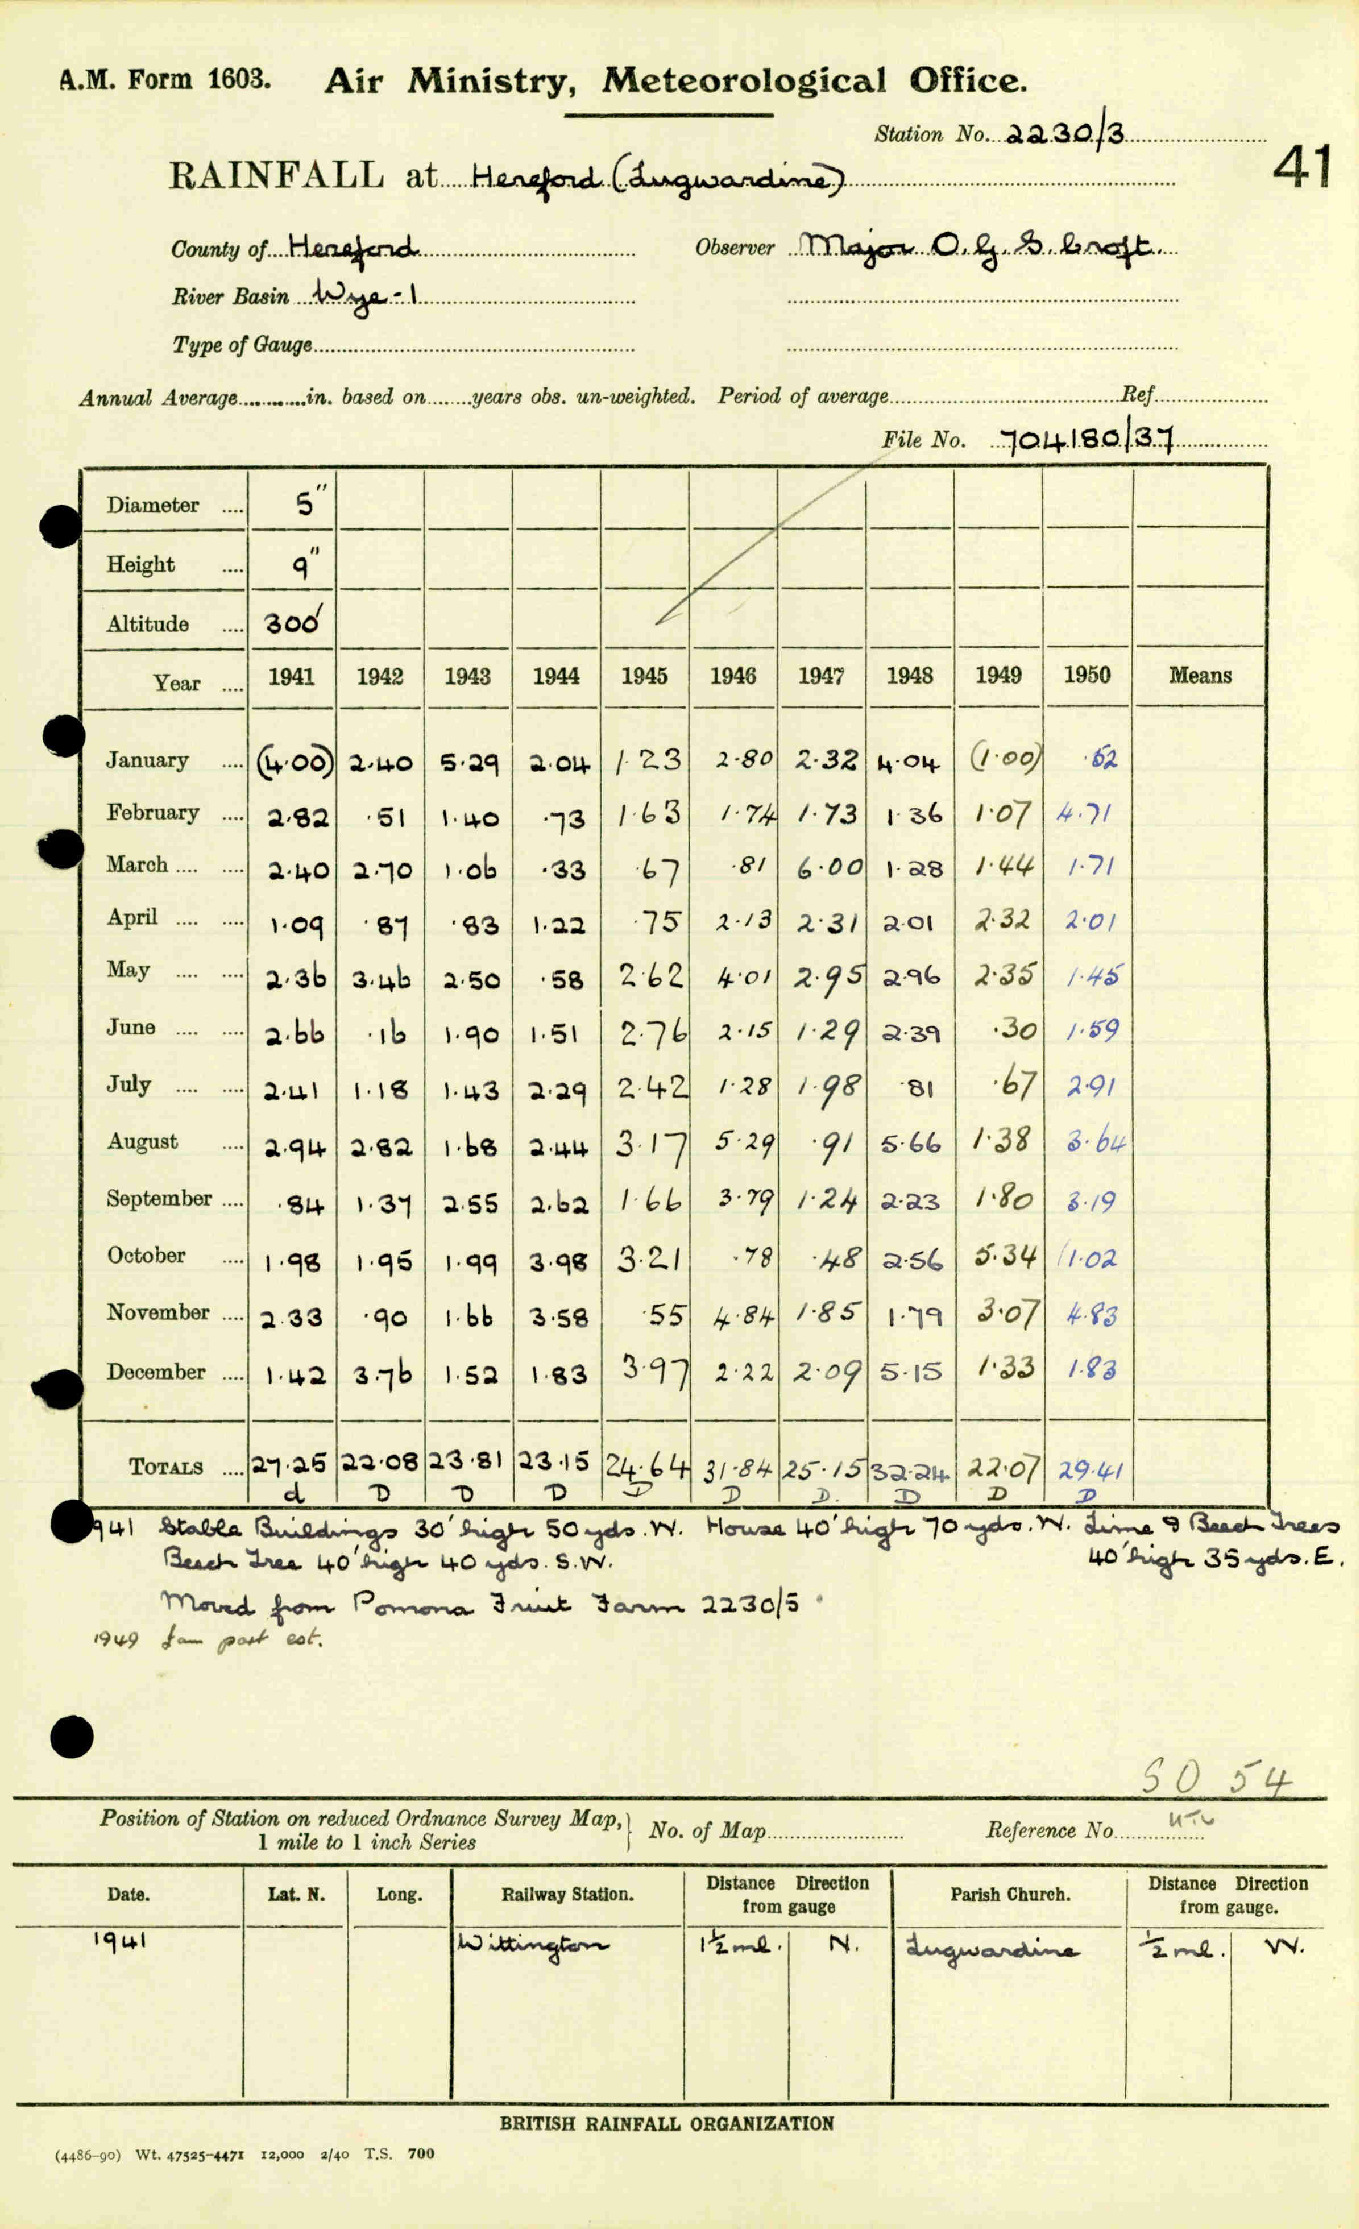 A.M. Form 1603. Air Ministry, Meteorological Office.
Station No. 2230/3
41
RAINFALL at Hereford (Lugwardine)
County of Hereford Observer Major O. G. S. Croft.
River Basin Wye-1
Type of Gauge
Annual Average in. based on years obs. un-weighted. Period of average Ref
File No. 704180/37
Diameter 5"
Height 9"
Altitude 300'
Year 1941 1942 1943 1944 1945 1946 1947 1948 1949 1950 Means
January (4.00) 2.40 5.29 2.04 1.23 2.80 2.32 4.04 (1.00) .52
February 2.82 .51 1.40 .73 1.63 1.74 1.73 1.36 1.07 4.71
March 2.40 2.70 1.06 .33 .67 .81 6.00 1.28 1.44 1.71
April 1.09 .87 .83 1.22 .75 2.13 2.31 2.01 2.32 2.01
May 2.36 3.46 2.50 .58 2.62 4.01 2.95 2.96 2.35 1.45
June 2.66 .16 1.90 1.51 2.76 2.15 1.29 2.39 .30 1.59
July 2.41 1.18 1.43 2.29 2.42 1.28 1.98 .81 .67 2.91
August 2.94 2.82 1.68 2.44 3.17 5.29 .91 5.66 1.38 3.64
September .84 1.37 2.55 2.62 1.66 3.79 1.24 2.23 1.80 3.19
October 1.98 1.95 1.99 3.98 3.21 .78 .48 2.56 5.34 1.02
November 2.33 .90 1.66 3.58 .55 4.84 1.85 1.79 3.07 4.83
December 1.42 3.76 1.52 1.83 3.97 2.22 2.09 5.15 1.33 1.83
TOTALS 27.25 22.08 23.81 23.15 24.64 31.84 25.15 32.24 22.07 29.41
d D D D D D D. D D D
1941 Stable Buildings 30' high 50 yds. W. House 40' high 70 yds. W. Lime & Beech Trees
Beech Tree 40' high 40 yds. S.W. 40' high 35 yds. E.
Moved from Pomona Fruit Farm 2230/5
1949 Jan part est.
SO 54
Position of Station on reduced Ordnance Survey Map, 1 mile to 1 inch Series } No. of Map Reference No.
Date. Lat. N. Long. Railway Station. Distance Direction from gauge Parish Church. Distance Direction from gauge.
1941 Wittington 1½ ml. N. Lugwardine ½ ml. W.
BRITISH RAINFALL ORGANIZATION
(4486-90) Wt. 47525-4471 12,000 2/40 T.S. 700